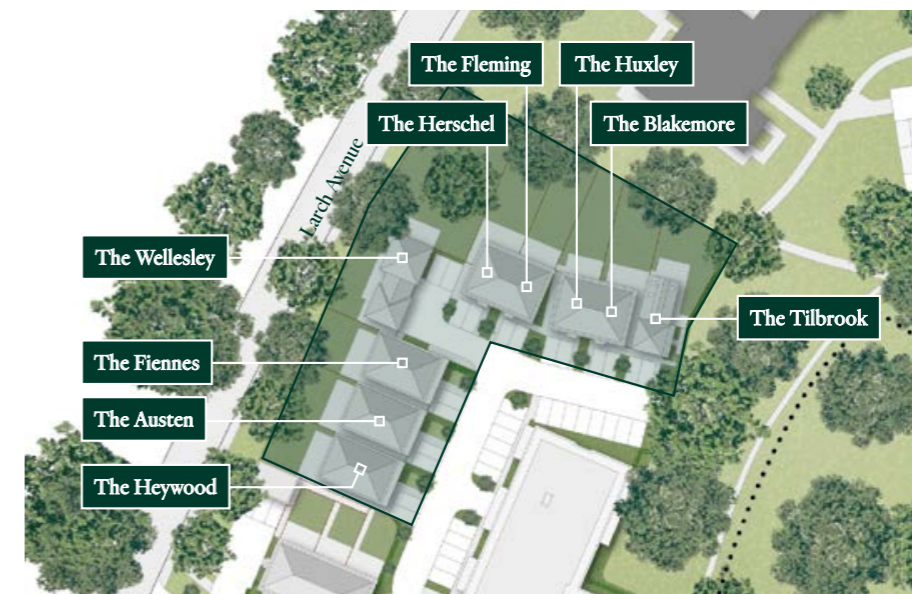 The Fleming
The Huxley
The Herschel
The Blakemore
Larch Avenue
The Wellesley
The Tilbrook
The Fiennes
The Austen
The Heywood